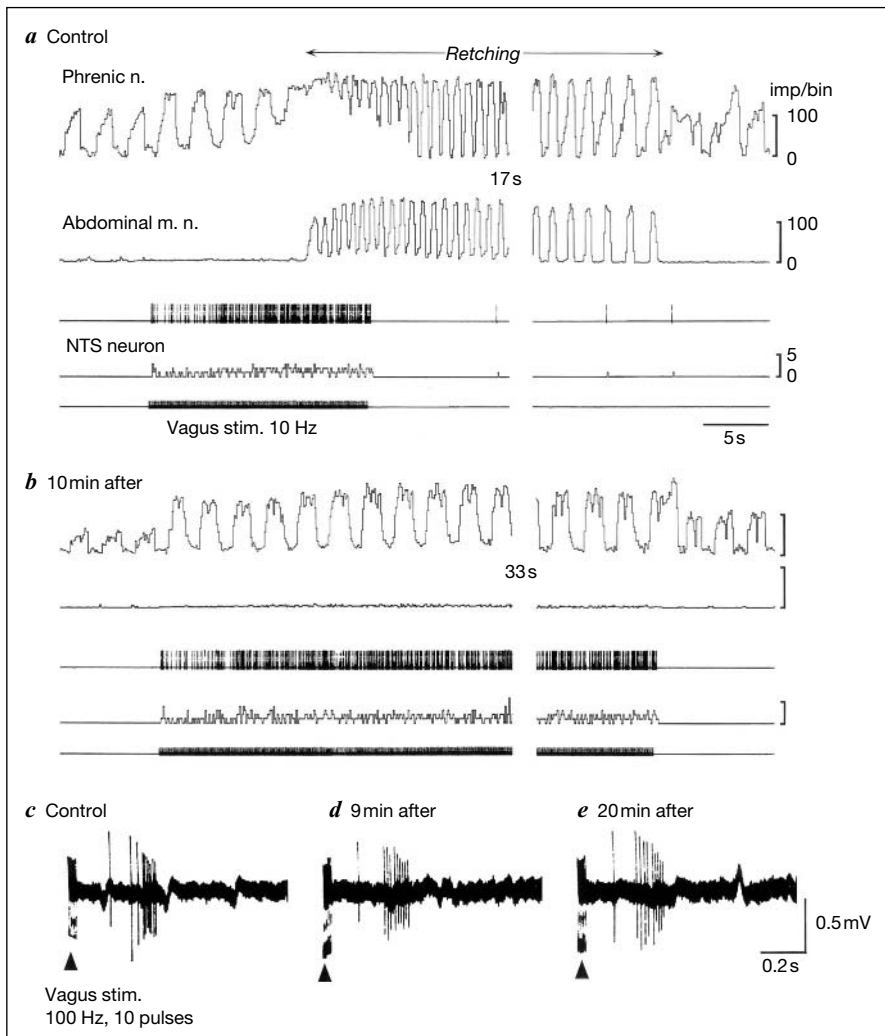 a Control
Retching
Phrenic n.
imp/bin
100
0
17 s
Abdominal m. n.
100
0
NTS neuron
5
0
Vagus stim. 10 Hz
5 s
b 10 min after
33 s
c Control
d 9 min after
e 20 min after
0.5 mV
0.2 s
Vagus stim.
100 Hz, 10 pulses